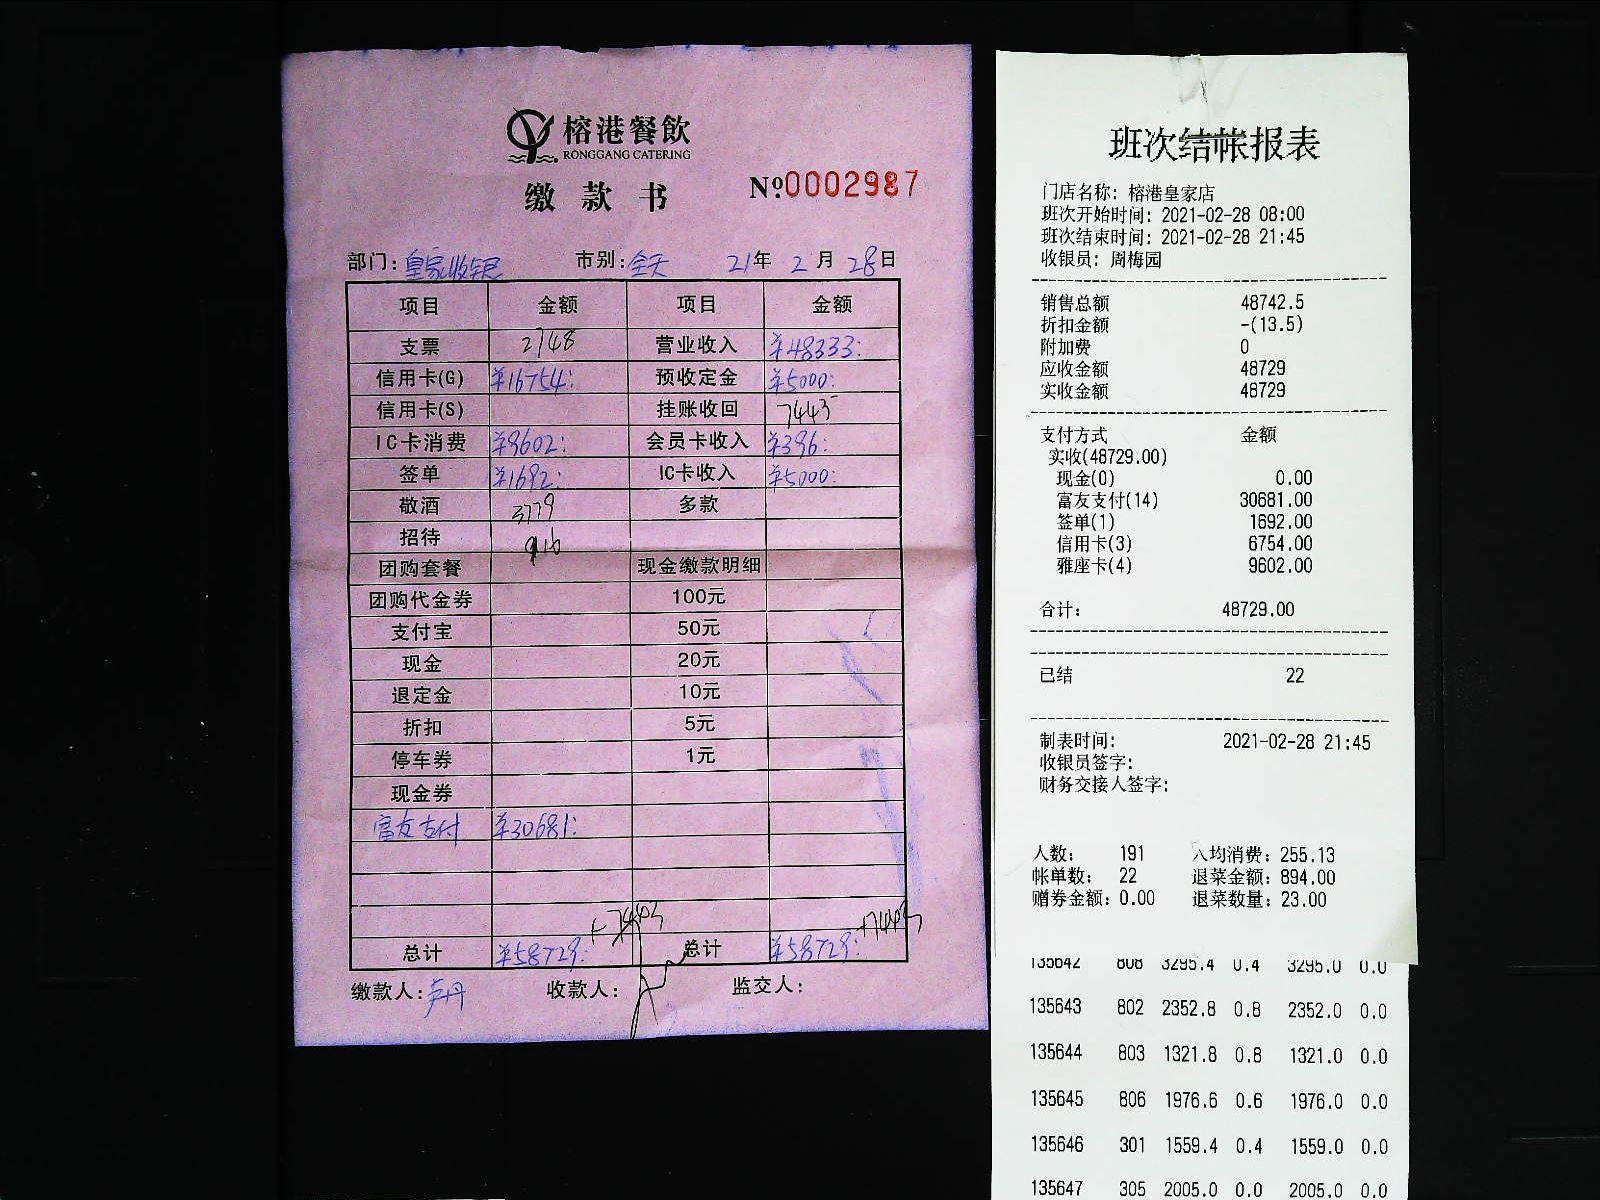 榕港餐飲
RONGGANG CATERING
缴款书 №0002987
部门:皇家收银 市别:全天 21年 2月 28日
项目 金额 项目 金额
支票 2748 营业收入 ¥48333:
信用卡(G) ¥16754: 预收定金 ¥5000:
信用卡(S) 挂账收回 7443
IC卡消费 ¥9602: 会员卡收入 ¥396:
签单 ¥1692: IC卡收入 ¥5000:
敬酒 3779 多款
招待 916
团购套餐 现金缴款明细
团购代金券 100元
支付宝 50元
现金 20元
退定金 10元
折扣 5元
停车券 1元
现金券
富友支付 ¥30681:
总计 ¥58729: +7443 总计 ¥58729: +7443
缴款人: 收款人: 监交人:
班次结帐报表
门店名称: 榕港皇家店
班次开始时间: 2021-02-28 08:00
班次结束时间: 2021-02-28 21:45
收银员: 周梅园
销售总额 48742.5
折扣金额 -(13.5)
附加费 0
应收金额 48729
实收金额 48729
支付方式 金额
实收(48729.00)
现金(0) 0.00
富友支付(14) 30681.00
签单(1) 1692.00
信用卡(3) 6754.00
雅座卡(4) 9602.00
合计: 48729.00
已结 22
制表时间: 2021-02-28 21:45
收银员签字:
财务交接人签字:
人数: 191 人均消费: 255.13
帐单数: 22 退菜金额: 894.00
赠券金额: 0.00 退菜数量: 23.00
135642 808 3295.4 0.4 3295.0 0.0
135643 802 2352.8 0.8 2352.0 0.0
135644 803 1321.8 0.8 1321.0 0.0
135645 806 1976.6 0.6 1976.0 0.0
135646 301 1559.4 0.4 1559.0 0.0
135647 305 2005.0 0.0 2005.0 0.0